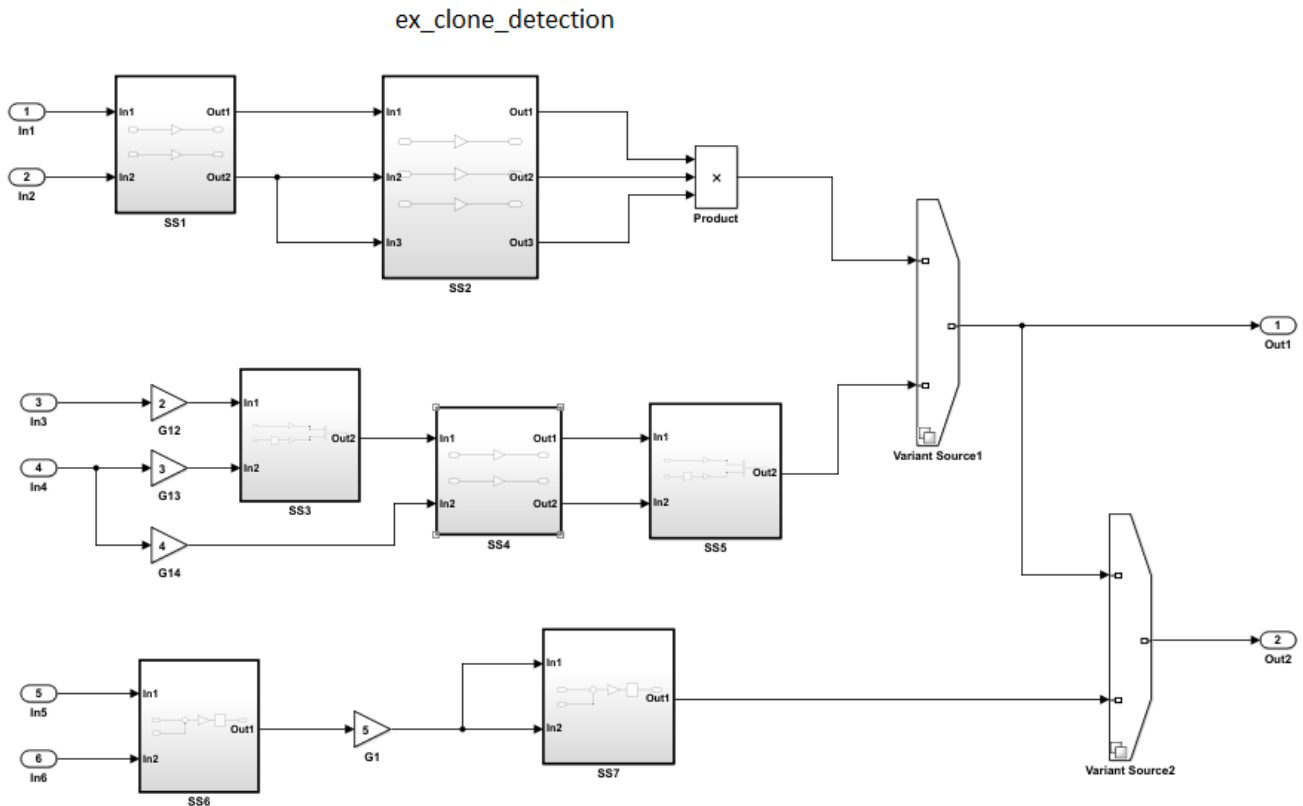 ex_clone_detection
1
In1
2
In2
In1
In2
Out1
Out2
SS1
In1
In2
In3
Out1
Out2
Out3
SS2
×
Product
Variant Source1
1
Out1
3
In3
4
In4
2
G12
3
G13
4
G14
In1
In2
Out2
SS3
In1
In2
Out1
Out2
SS4
In1
In2
Out2
SS5
5
In5
6
In6
In1
In2
Out1
SS6
5
G1
In1
In2
Out1
SS7
Variant Source2
2
Out2